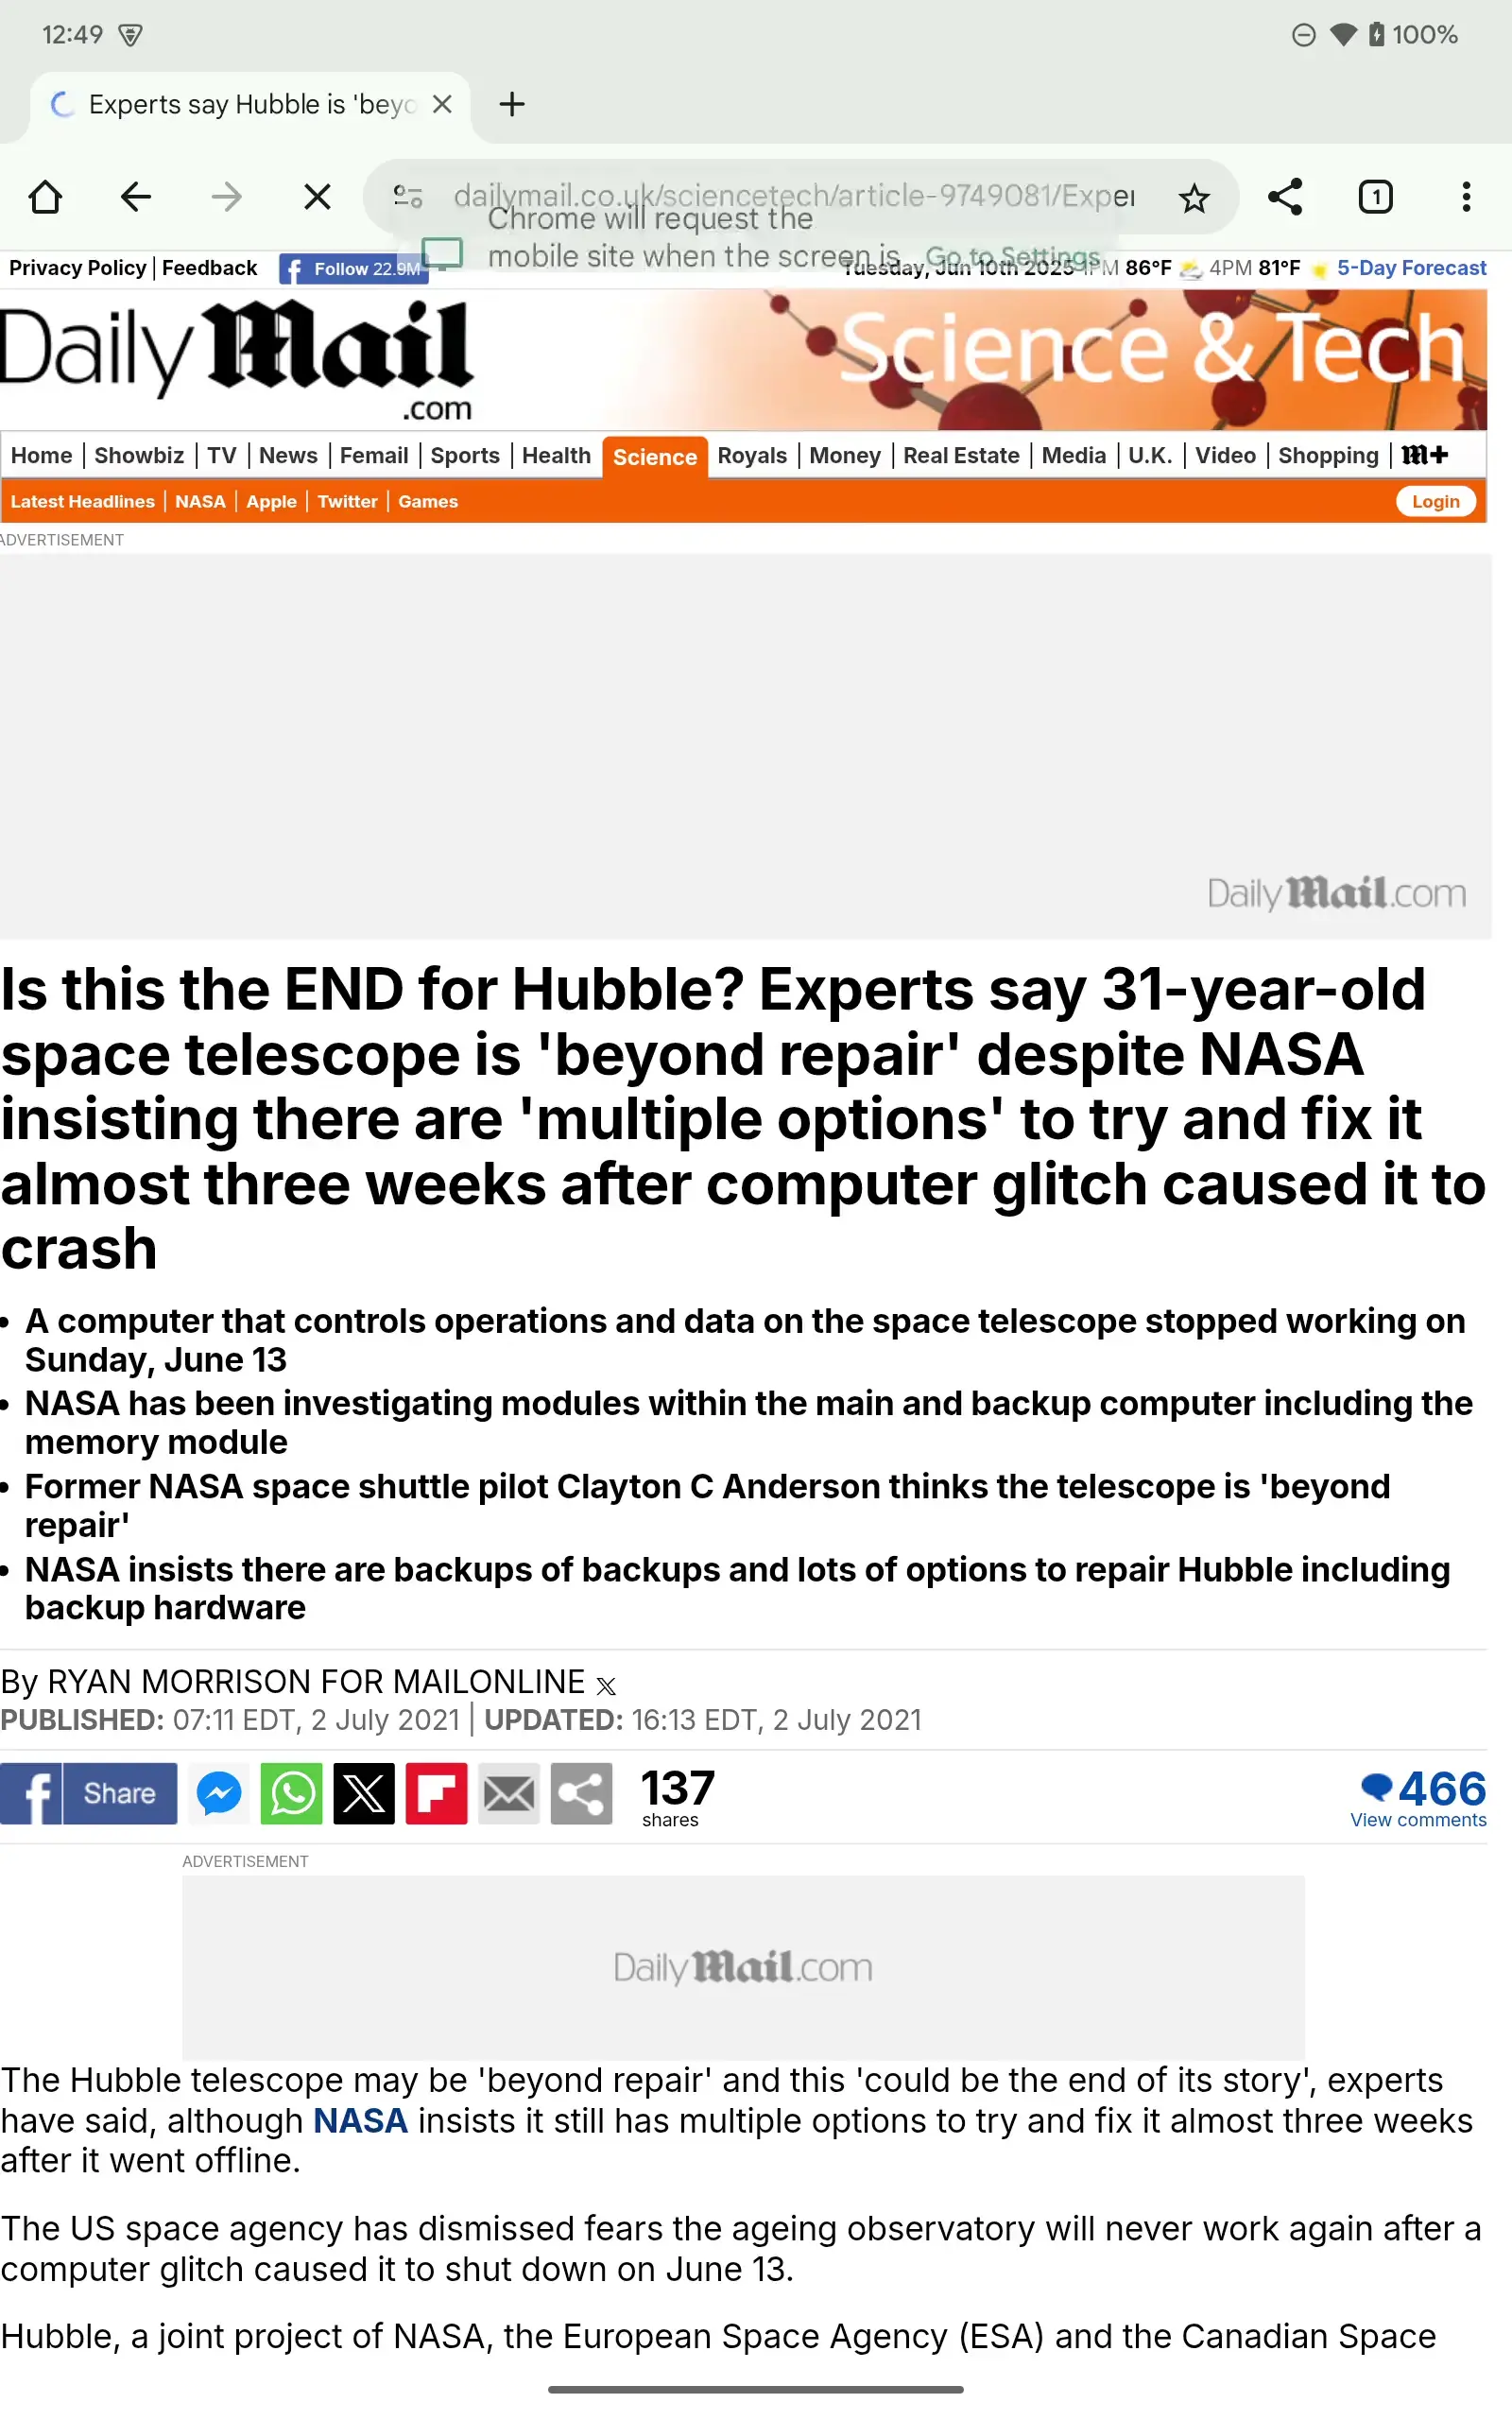 12:49 100%
Experts say Hubble is 'beyo
dailymail.co.uk/sciencetech/article-9749081/Exper 1
Chrome will request the
mobile site when the screen is Go to Settings
Privacy Policy | Feedback Follow 22.9M Tuesday, Jun 10th 2025 1PM 86°F 4PM 81°F 5-Day Forecast
Daily Mail
.com
Science & Tech
Home | Showbiz | TV | News | Femail | Sports | Health Science Royals | Money | Real Estate | Media | U.K. | Video | Shopping | m+
Latest Headlines | NASA | Apple | Twitter | Games Login
ADVERTISEMENT
Daily Mail.com
Is this the END for Hubble? Experts say 31-year-old
space telescope is 'beyond repair' despite NASA
insisting there are 'multiple options' to try and fix it
almost three weeks after computer glitch caused it to
crash
• A computer that controls operations and data on the space telescope stopped working on
Sunday, June 13
• NASA has been investigating modules within the main and backup computer including the
memory module
• Former NASA space shuttle pilot Clayton C Anderson thinks the telescope is 'beyond
repair'
• NASA insists there are backups of backups and lots of options to repair Hubble including
backup hardware
By RYAN MORRISON FOR MAILONLINE
PUBLISHED: 07:11 EDT, 2 July 2021 | UPDATED: 16:13 EDT, 2 July 2021
Share 137 466
shares View comments
ADVERTISEMENT
Daily Mail.com
The Hubble telescope may be 'beyond repair' and this 'could be the end of its story', experts
have said, although NASA insists it still has multiple options to try and fix it almost three weeks
after it went offline.
The US space agency has dismissed fears the ageing observatory will never work again after a
computer glitch caused it to shut down on June 13.
Hubble, a joint project of NASA, the European Space Agency (ESA) and the Canadian Space